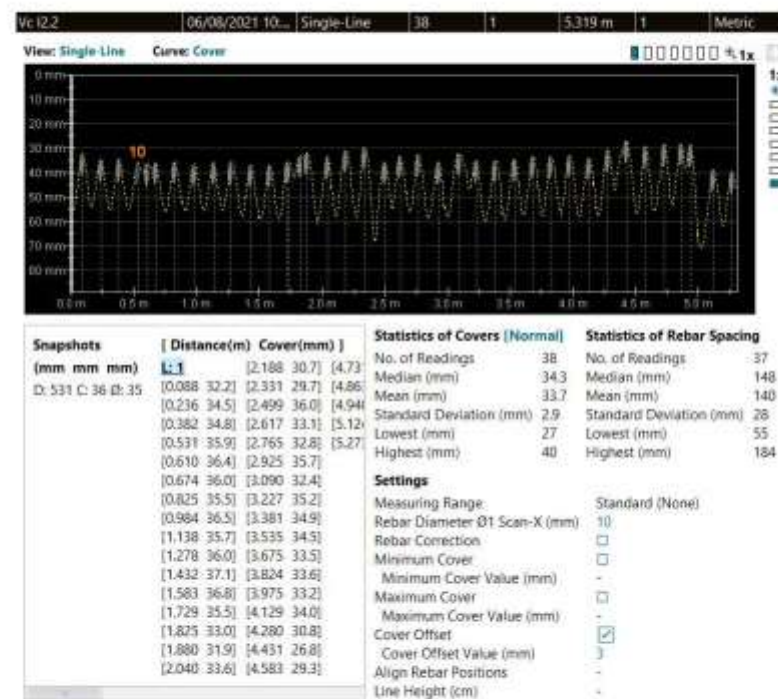 Vc I2.2 06/08/2021 10:... Single-Line 38 1 5.319 m 1 Metric
View: Single-Line Curve: Cover 1x
0 mm
10 mm
20 mm
30 mm
40 mm
50 mm
60 mm
70 mm
80 mm
10
0.0 m 0.5 m 1.0 m 1.5 m 2.0 m 2.5 m 3.0 m 3.5 m 4.0 m 4.5 m 5.0 m
Snapshots
(mm mm mm)
D: 531 C: 36 Ø: 35
[ Distance(m) Cover(mm) ]
L: 1 [2.188 30.7] [4.73
[0.088 32.2] [2.331 29.7] [4.86
[0.236 34.5] [2.499 36.0] [4.94
[0.382 34.8] [2.617 33.1] [5.12
[0.531 35.9] [2.765 32.8] [5.27
[0.610 36.4] [2.925 35.7]
[0.674 36.0] [3.090 32.4]
[0.825 35.5] [3.227 35.2]
[0.984 36.5] [3.381 34.9]
[1.138 35.7] [3.535 34.5]
[1.278 36.0] [3.675 33.5]
[1.432 37.1] [3.824 33.6]
[1.583 36.8] [3.975 33.2]
[1.729 35.5] [4.129 34.0]
[1.825 33.0] [4.280 30.8]
[1.880 31.9] [4.431 26.8]
[2.040 33.6] [4.583 29.3]
Statistics of Covers [Normal]
No. of Readings 38
Median (mm) 34.3
Mean (mm) 33.7
Standard Deviation (mm) 2.9
Lowest (mm) 27
Highest (mm) 40
Statistics of Rebar Spacing
No. of Readings 37
Median (mm) 148
Mean (mm) 140
Standard Deviation (mm) 28
Lowest (mm) 55
Highest (mm) 184
Settings
Measuring Range Standard (None)
Rebar Diameter Ø1 Scan-X (mm) 10
Rebar Correction
Minimum Cover
Minimum Cover Value (mm) -
Maximum Cover
Maximum Cover Value (mm) -
Cover Offset
Cover Offset Value (mm) 3
Align Rebar Positions -
Line Height (cm) -